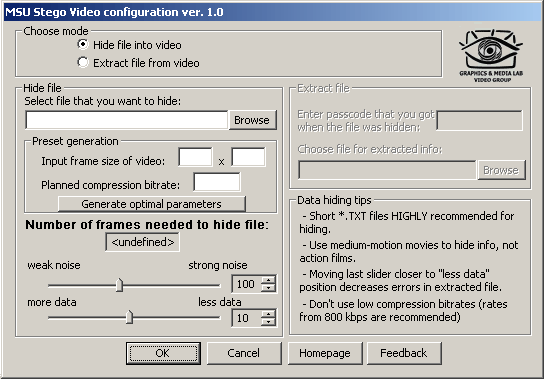 MSU Stego Video configuration ver. 1.0
Choose mode
Hide file into video
Extract file from video
GRAPHICS & MEDIA LAB
VIDEO GROUP
Hide file
Select file that you want to hide:
Browse
Preset generation
Input frame size of video:
x
Planned compression bitrate:
Generate optimal parameters
Number of frames needed to hide file:
<undefined>
weak noise
strong noise
100
more data
less data
10
Extract file
Enter passcode that you got
when the file was hidden:
Choose file for extracted info:
Browse
Data hiding tips
- Short *.TXT files HIGHLY recommended for
hiding.
- Use medium-motion movies to hide info, not
action films.
- Moving last slider closer to "less data"
position decreases errors in extracted file.
- Don't use low compression bitrates (rates
from 800 kbps are recommended)
OK
Cancel
Homepage
Feedback